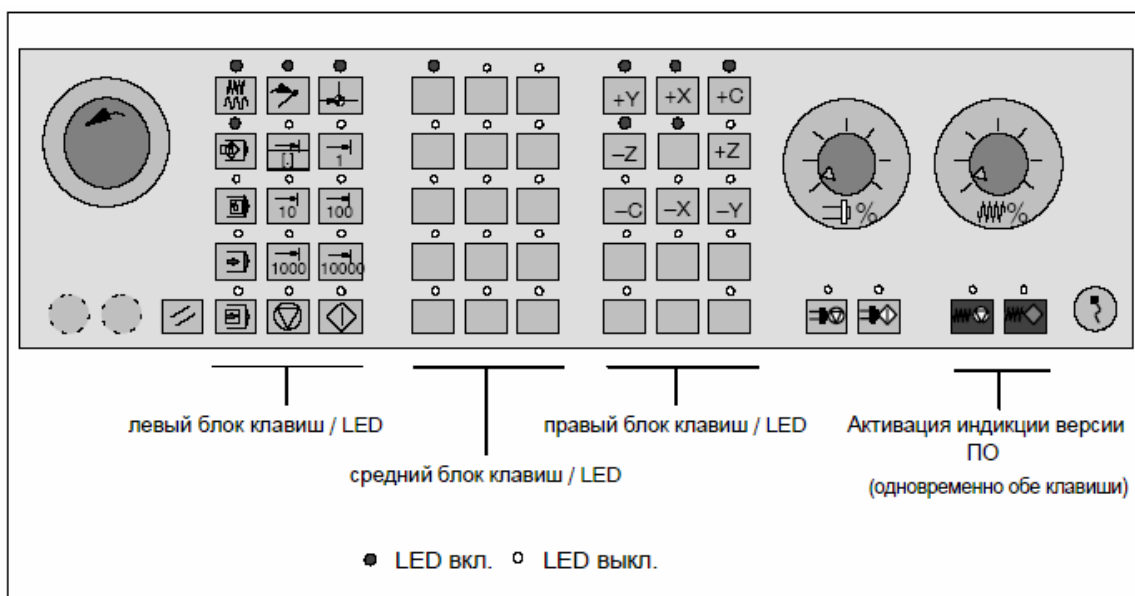 +Y +X +C
[.] 1
-Z +Z
10 100
-C -X -Y
% %
1000 10000
левый блок клавиш / LED
правый блок клавиш / LED
Активация индикции версии
ПО
средний блок клавиш / LED
(одновременно обе клавиши)
LED вкл. LED выкл.